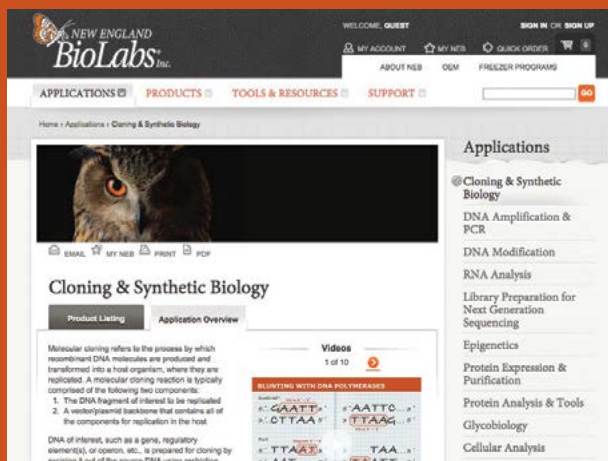 WELCOME, GUEST
SIGN IN OR SIGN UP
NEW ENGLAND
BioLabs Inc.
MY ACCOUNT MY NEB QUICK ORDER 0
ABOUT NEB OEM FREEZER PROGRAMS
APPLICATIONS PRODUCTS TOOLS & RESOURCES SUPPORT GO
Home › Applications › Cloning & Synthetic Biology
EMAIL MY NEB PRINT PDF
Cloning & Synthetic Biology
Product Listing Application Overview
Molecular cloning refers to the process by which
recombinant DNA molecules are produced and
transformed into a host organism, where they are
replicated. A molecular cloning reaction is typically
comprised of the following two components:
1. The DNA fragment of interest to be replicated
2. A vector/plasmid backbone that contains all of
the components for replication in the host
DNA of interest, such as a gene, regulatory
element(s), or operon, etc., is prepared for cloning by
Videos
1 of 10
BLUNTING WITH DNA POLYMERASES
5'...GAATT 5' AATTC...3'
3'...CTTAA 5' TTAAG...5'
Applications
Cloning & Synthetic
Biology
DNA Amplification &
PCR
DNA Modification
RNA Analysis
Library Preparation for
Next Generation
Sequencing
Epigenetics
Protein Expression &
Purification
Protein Analysis & Tools
Glycobiology
Cellular Analysis